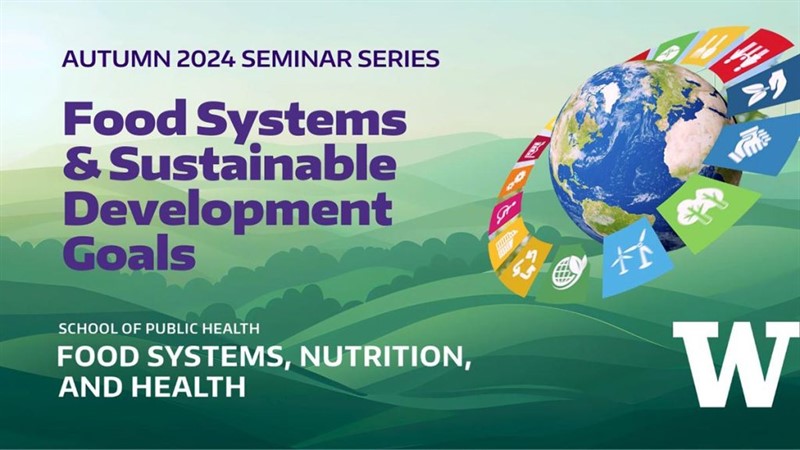 AUTUMN 2024 SEMINAR SERIES
Food Systems
& Sustainable
Development
Goals
SCHOOL OF PUBLIC HEALTH
FOOD SYSTEMS, NUTRITION,
AND HEALTH
W